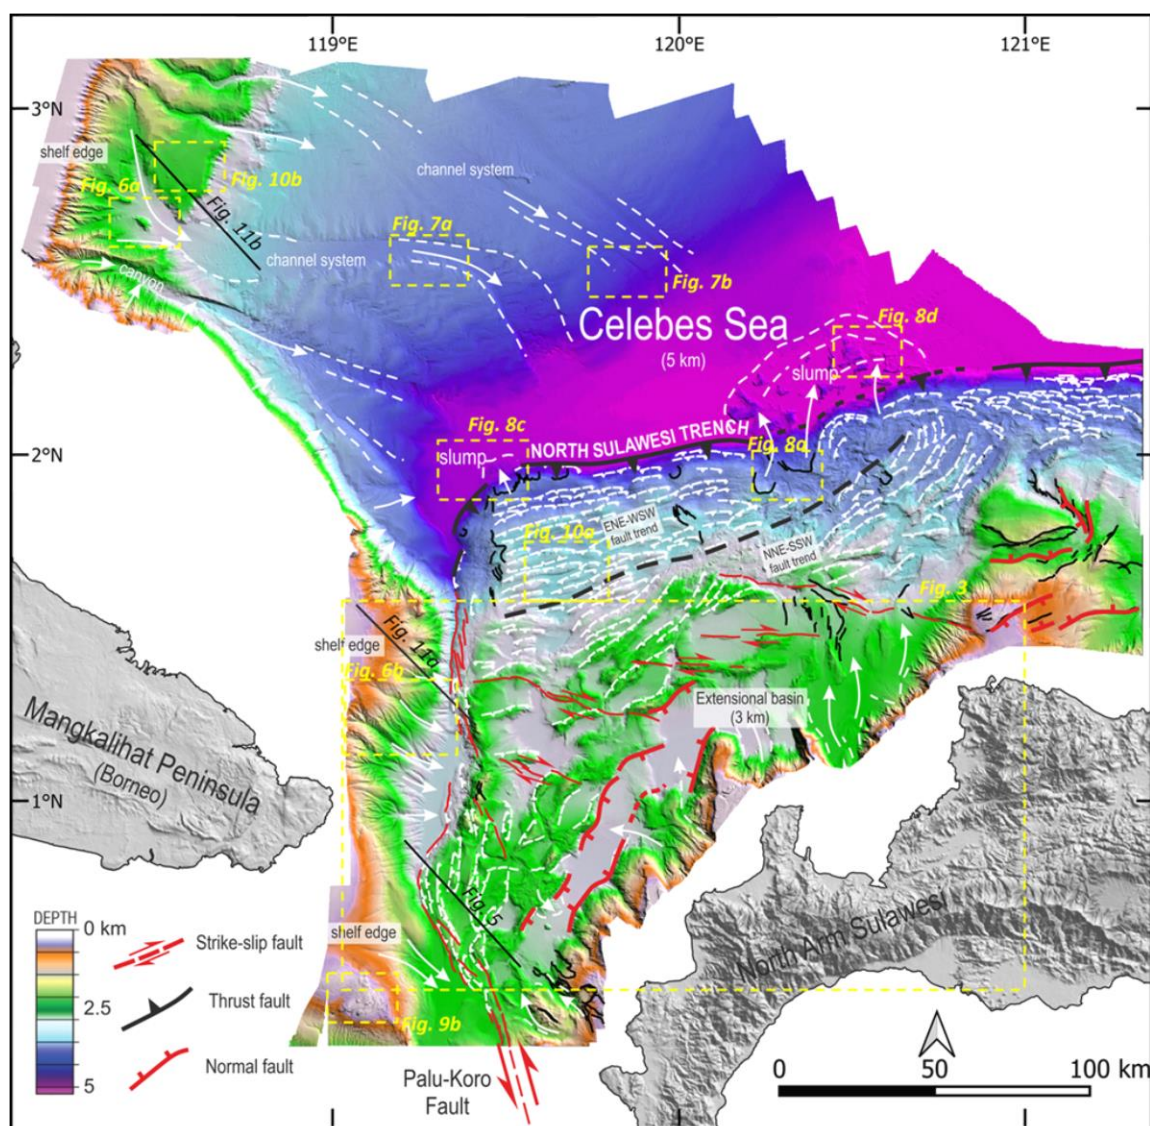 119°E
120°E
121°E
3°N
shelf edge
Fig. 6a
Fig. 10b
channel system
Fig. 11b
Fig. 7a
channel system
canyon
Fig. 7b
Celebes Sea
(5 km)
Fig. 8d
slump
2°N
Fig. 8c
slump
NORTH SULAWESI TRENCH
Fig. 8a
ENE-WSW
fault trend
Fig. 10a
NNE-SSW
fault trend
Fig. 3
shelf edge
Fig. 11a
Fig. 6b
Extensional basin
(3 km)
Mangkalihat Peninsula
(Borneo)
1°N
Fig. 5
shelf edge
North Arm Sulawesi
DEPTH
0 km
2.5
5
Strike-slip fault
Thrust fault
Normal fault
Fig. 9b
Palu-Koro
Fault
0
50
100 km